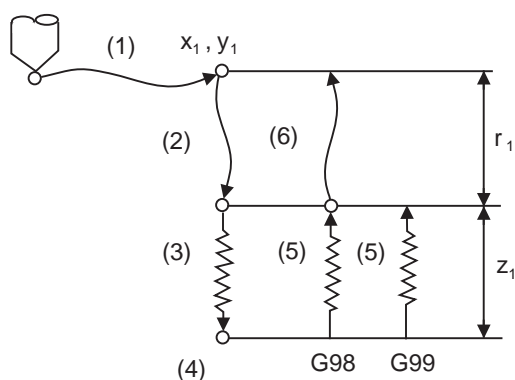 (1)
x₁ , y₁
(2)
(6)
r₁
(3)
(5)
(5)
z₁
(4)
G98
G99